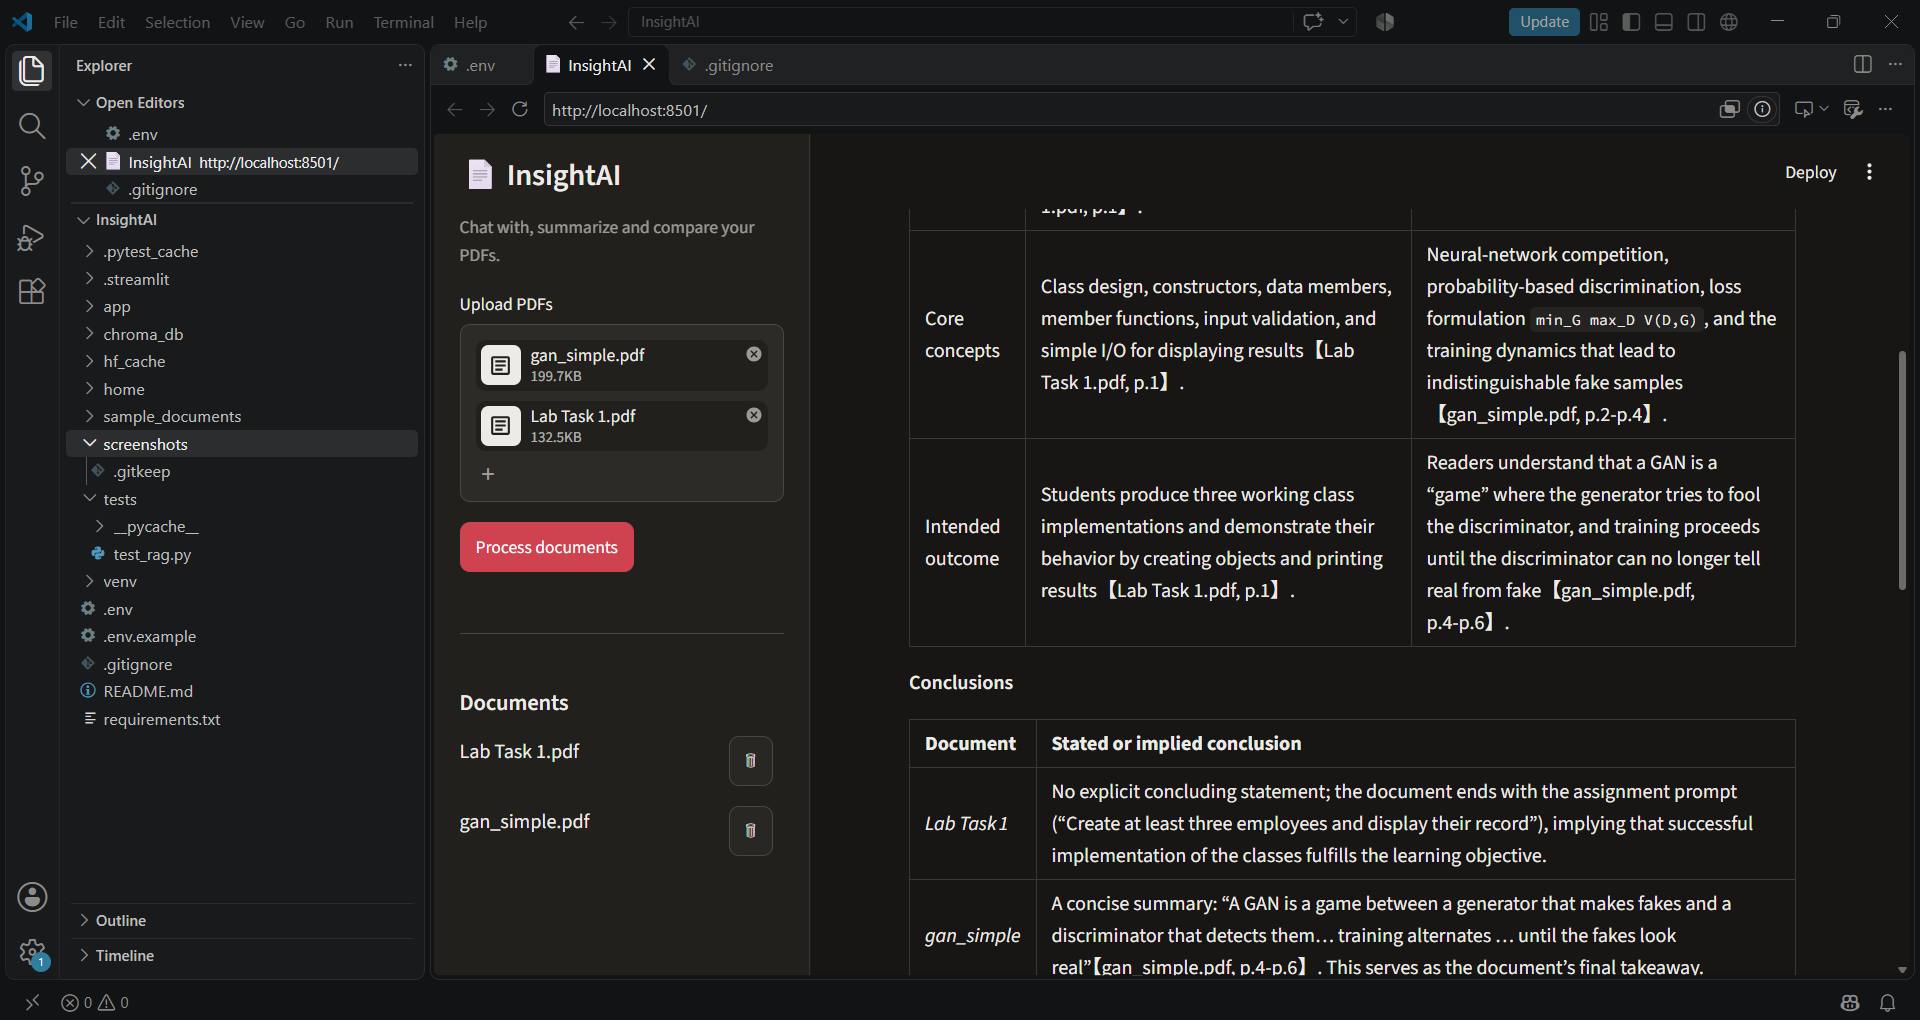 File Edit Selection View Go Run Terminal Help
InsightAI
Update
Explorer
Open Editors
.env
InsightAI http://localhost:8501/
.gitignore
InsightAI
.pytest_cache
.streamlit
app
chroma_db
hf_cache
home
sample_documents
screenshots
.gitkeep
tests
__pycache__
test_rag.py
venv
.env
.env.example
.gitignore
README.md
requirements.txt
Outline
Timeline
1
0 0
.env
InsightAI
.gitignore
http://localhost:8501/
InsightAI
Chat with, summarize and compare your
PDFs.
Upload PDFs
gan_simple.pdf
199.7KB
Lab Task 1.pdf
132.5KB
+
Process documents
Documents
Lab Task 1.pdf
gan_simple.pdf
Deploy
1.pdf, p.1】.
Core
concepts
Class design, constructors, data members,
member functions, input validation, and
simple I/O for displaying results【Lab
Task 1.pdf, p.1】.
Neural-network competition,
probability-based discrimination, loss
formulation min_G max_D V(D,G) , and the
training dynamics that lead to
indistinguishable fake samples
【gan_simple.pdf, p.2-p.4】.
Intended
outcome
Students produce three working class
implementations and demonstrate their
behavior by creating objects and printing
results【Lab Task 1.pdf, p.1】.
Readers understand that a GAN is a
“game” where the generator tries to fool
the discriminator, and training proceeds
until the discriminator can no longer tell
real from fake【gan_simple.pdf,
p.4-p.6】.
Conclusions
Document
Stated or implied conclusion
Lab Task 1
No explicit concluding statement; the document ends with the assignment prompt
(“Create at least three employees and display their record”), implying that successful
implementation of the classes fulfills the learning objective.
gan_simple
A concise summary: “A GAN is a game between a generator that makes fakes and a
discriminator that detects them… training alternates … until the fakes look
real”【gan_simple.pdf, p.4-p.6】. This serves as the document’s final takeaway.